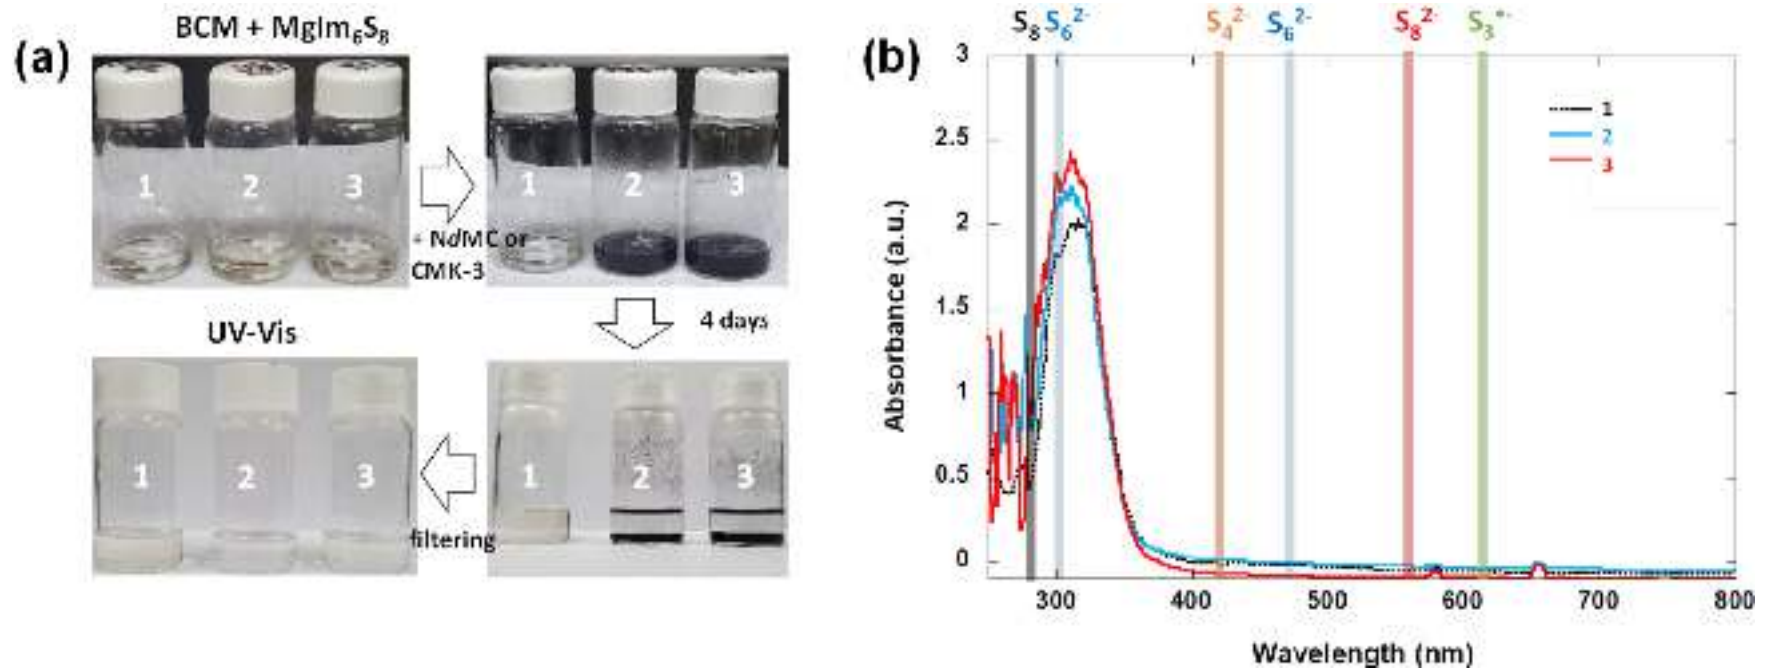 (a)
BCM + MgIm₆S₈
1 2 3
+ NdMC or
CMK-3
1 2 3
4 days
UV-Vis
1 2 3
filtering
1 2 3
(b)
S₈ S₆²⁻ S₄²⁻ S₆²⁻ S₈²⁻ S₃•⁻
3
2.5
2
1.5
1
0.5
0
Absorbance (a.u.)
1
2
3
300 400 500 600 700 800
Wavelength (nm)